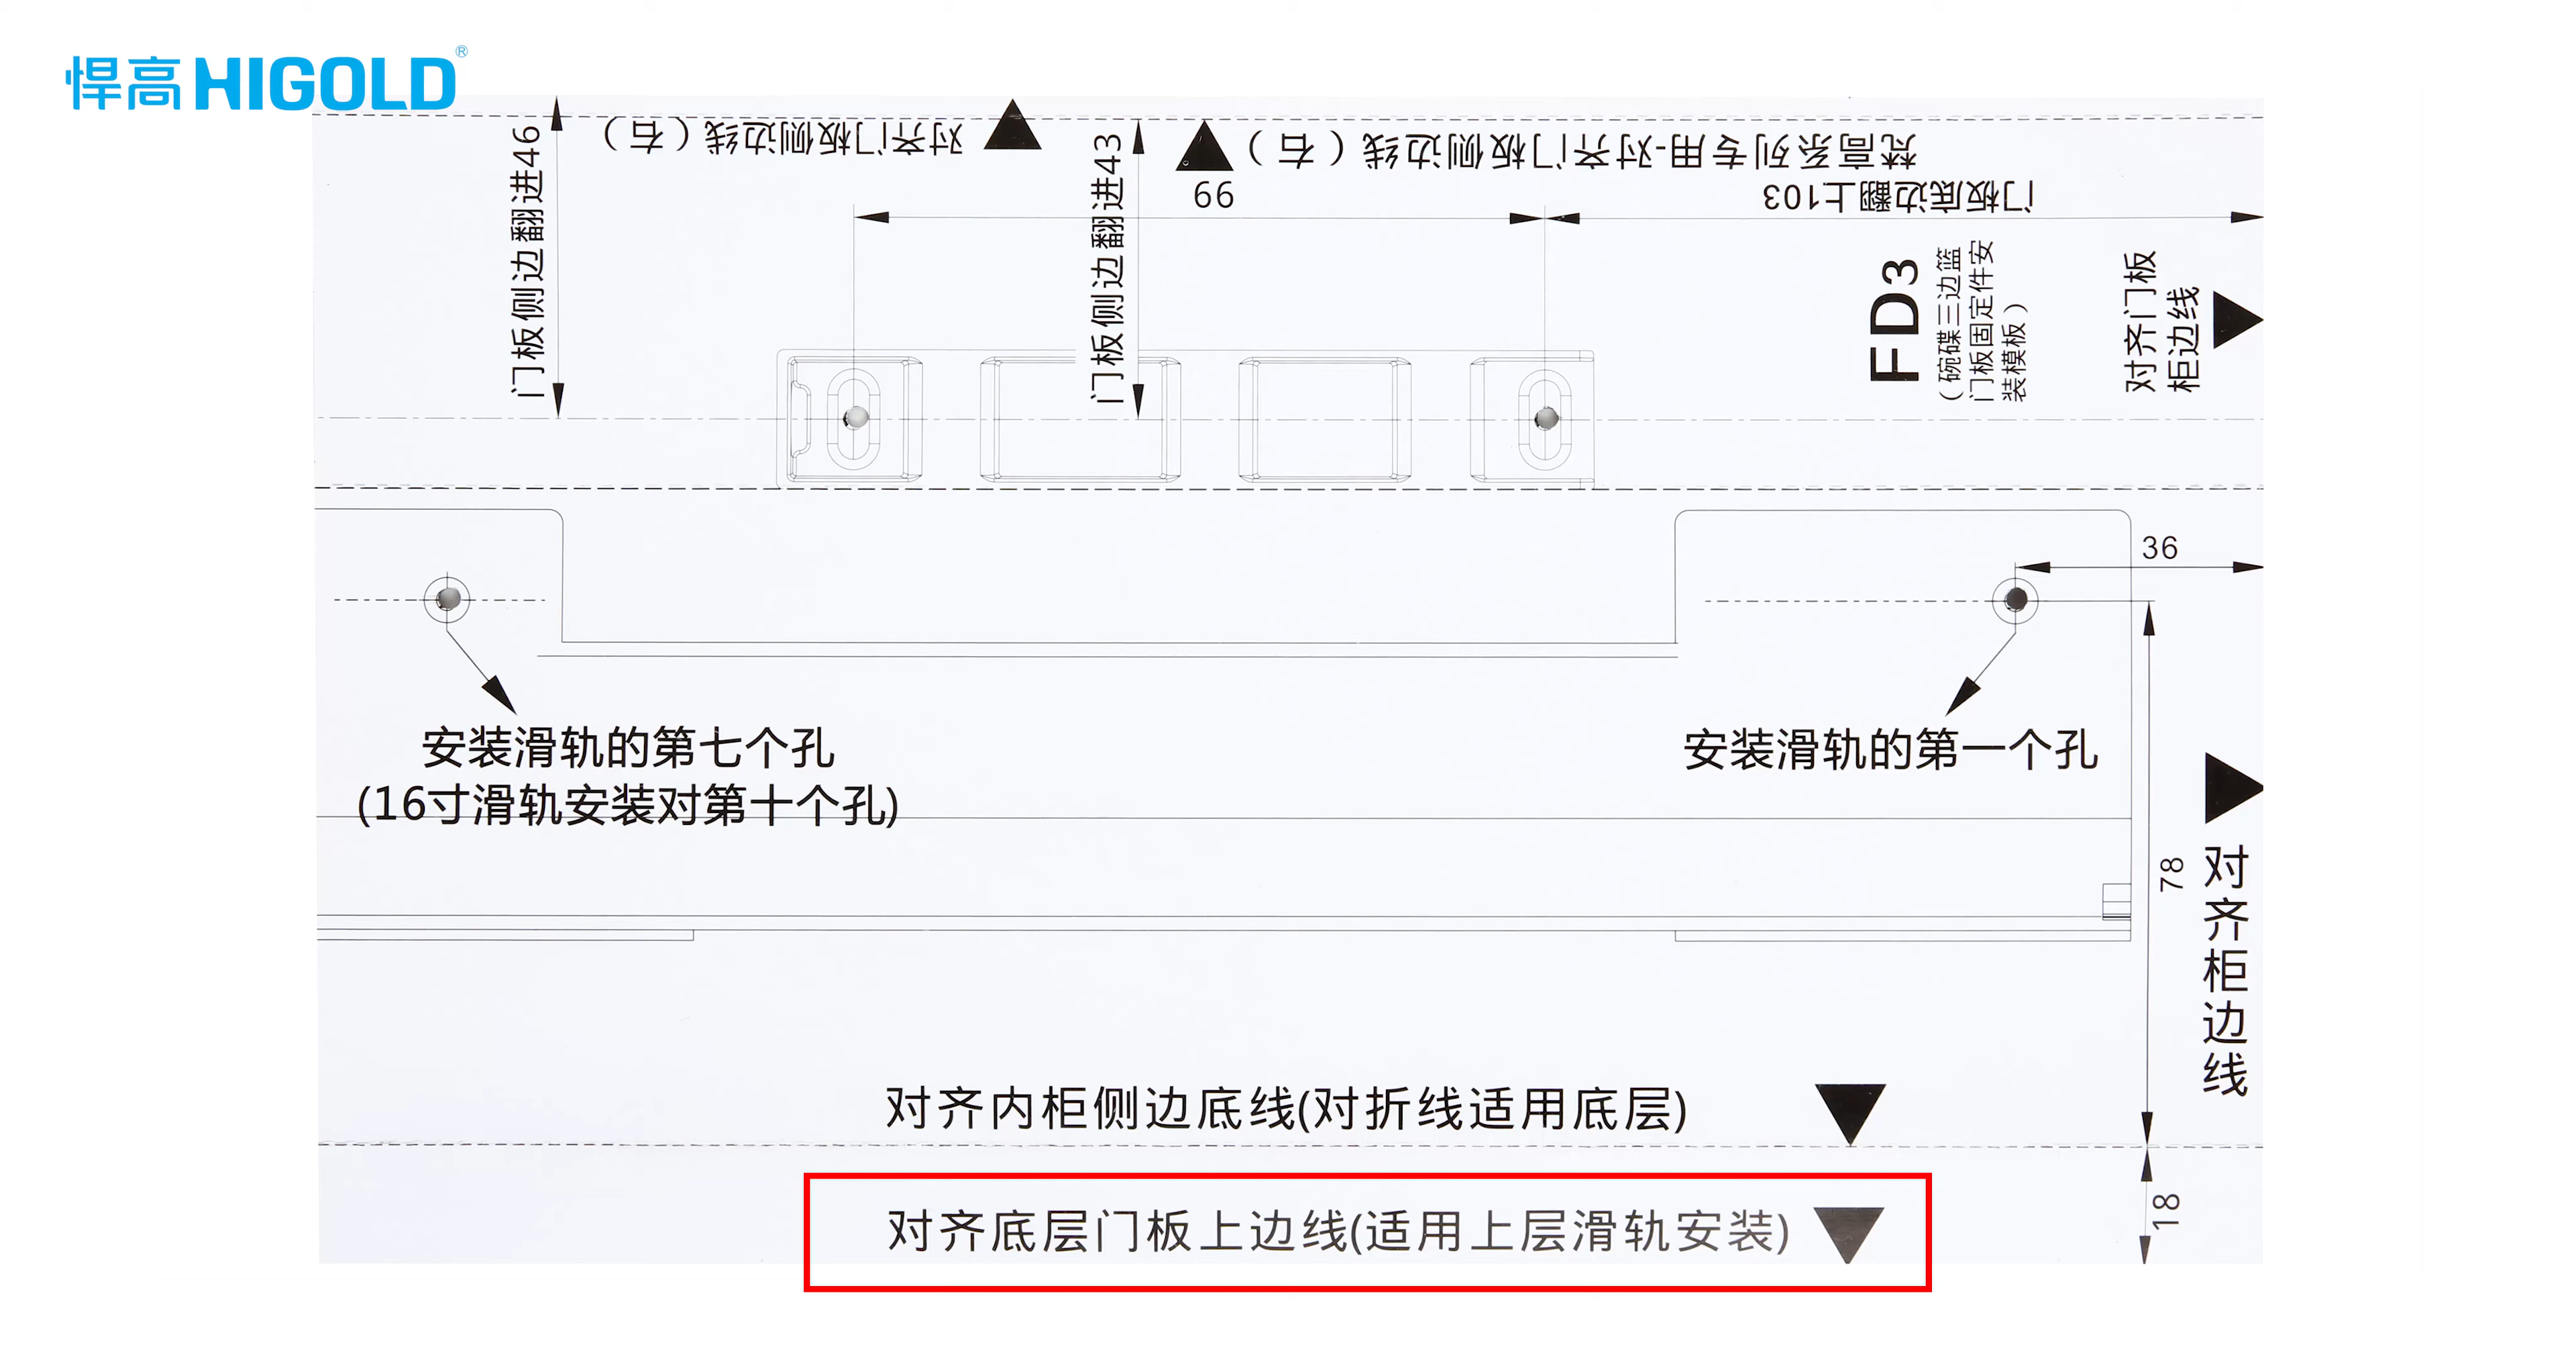 悍高HIGOLD®
门板侧边翻进46
对齐门板侧边线（右）
门板侧边翻进43
梵高系列专用-对齐门板侧边线（右）
99
门板底边翻上103
FD3
（碗碟三边篮
门板固定件安
装模板）
对齐门板
柜边线
36
安装滑轨的第七个孔
(16寸滑轨安装对第十个孔)
安装滑轨的第一个孔
78
对齐柜边线
对齐内柜侧边底线(对折线适用底层)
对齐底层门板上边线(适用上层滑轨安装)
18